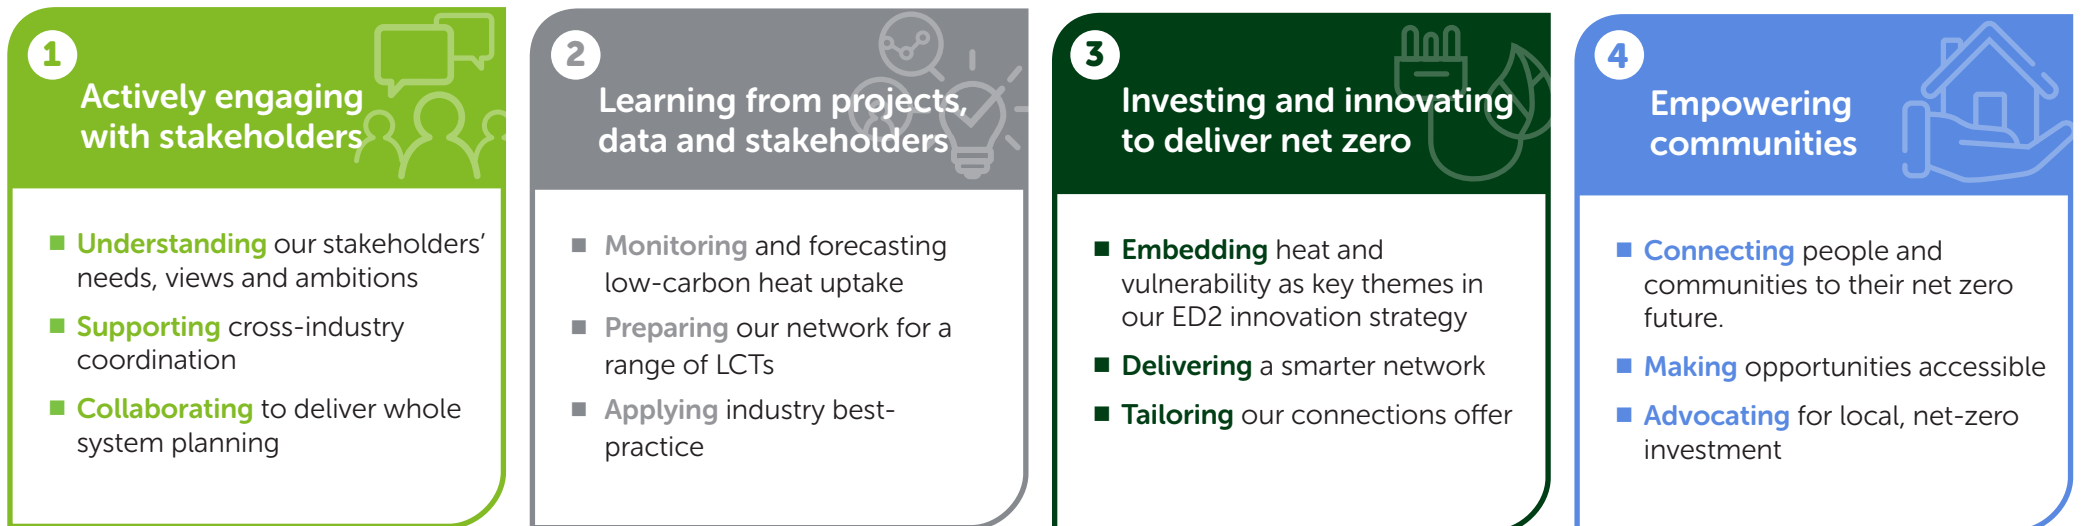 1
Actively engaging
with stakeholders
Understanding our stakeholders’
needs, views and ambitions
Supporting cross-industry
coordination
Collaborating to deliver whole
system planning
2
Learning from projects,
data and stakeholders
Monitoring and forecasting
low-carbon heat uptake
Preparing our network for a
range of LCTs
Applying industry best-
practice
3
Investing and innovating
to deliver net zero
Embedding heat and
vulnerability as key themes in
our ED2 innovation strategy
Delivering a smarter network
Tailoring our connections offer
4
Empowering
communities
Connecting people and
communities to their net zero
future.
Making opportunities accessible
Advocating for local, net-zero
investment